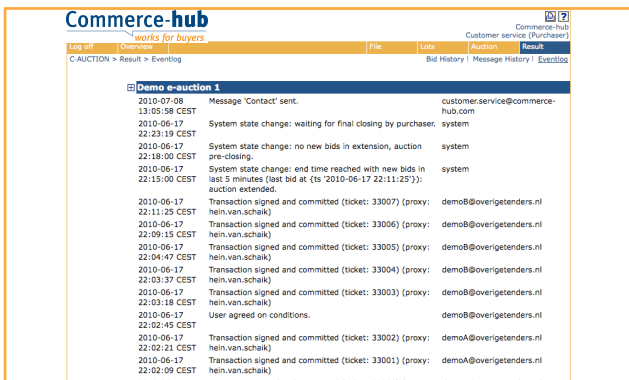 Commerce-hub
works for buyers
?
Commerce-hub
Customer service (Purchaser)
Log off Overview File Lots Auction Result
C-AUCTION > Result > Eventlog Bid History | Message History | Eventlog
Demo e-auction 1
2010-07-08 Message 'Contact' sent. customer.service@commerce-
13:05:58 CEST hub.com
2010-06-17 System state change: waiting for final closing by purchaser. system
22:23:19 CEST
2010-06-17 System state change: no new bids in extension, auction system
22:18:00 CEST pre-closing.
2010-06-17 System state change: end time reached with new bids in system
22:15:00 CEST last 5 minutes (last bid at {ts '2010-06-17 22:11:25'}):
auction extended.
2010-06-17 Transaction signed and committed (ticket: 33007) (proxy: demoB@overigetenders.nl
22:11:25 CEST hein.van.schaik)
2010-06-17 Transaction signed and committed (ticket: 33006) (proxy: demoB@overigetenders.nl
22:09:15 CEST hein.van.schaik)
2010-06-17 Transaction signed and committed (ticket: 33005) (proxy: demoB@overigetenders.nl
22:04:47 CEST hein.van.schaik)
2010-06-17 Transaction signed and committed (ticket: 33004) (proxy: demoB@overigetenders.nl
22:03:37 CEST hein.van.schaik)
2010-06-17 Transaction signed and committed (ticket: 33003) (proxy: demoB@overigetenders.nl
22:03:18 CEST hein.van.schaik)
2010-06-17 User agreed on conditions. demoB@overigetenders.nl
22:02:45 CEST
2010-06-17 Transaction signed and committed (ticket: 33002) (proxy: demoA@overigetenders.nl
22:02:21 CEST hein.van.schaik)
2010-06-17 Transaction signed and committed (ticket: 33001) (proxy: demoA@overigetenders.nl
22:02:09 CEST hein.van.schaik)